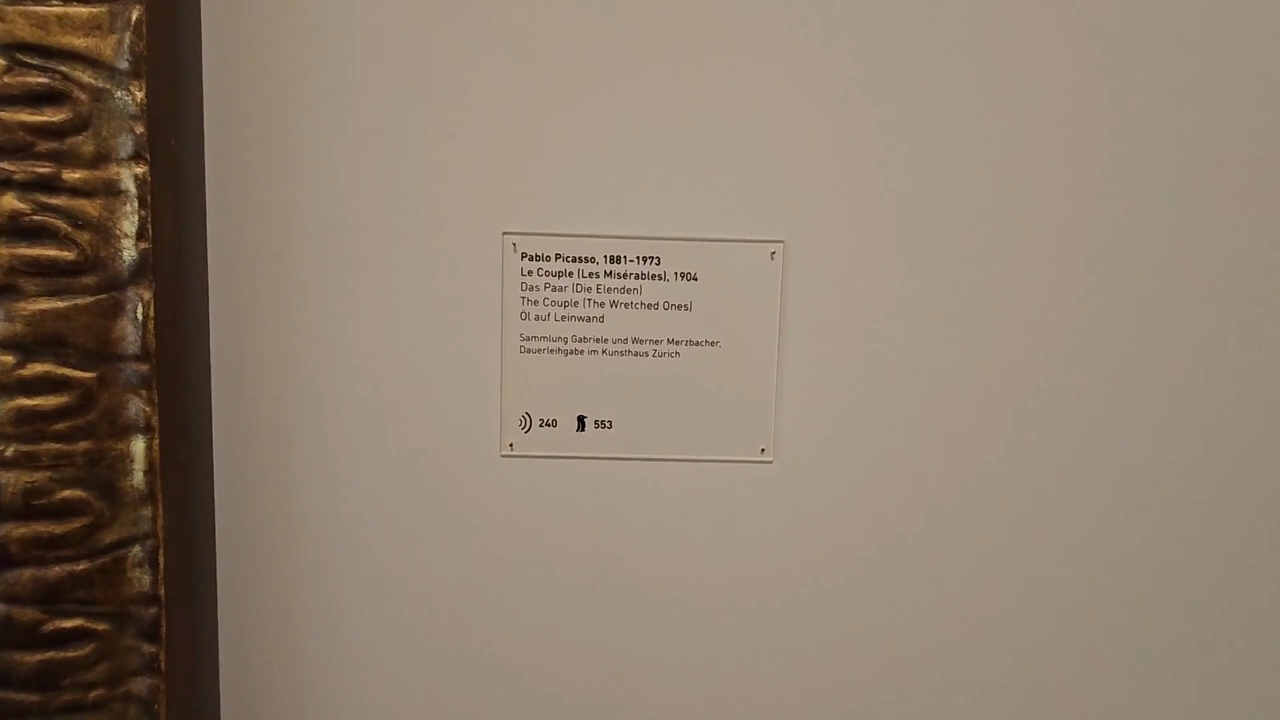 Pablo Picasso, 1881–1973
Le Couple (Les Misérables), 1904
Das Paar (Die Elenden)
The Couple (The Wretched Ones)
Öl auf Leinwand
Sammlung Gabriele und Werner Merzbacher,
Dauerleihgabe im Kunsthaus Zürich
240 553